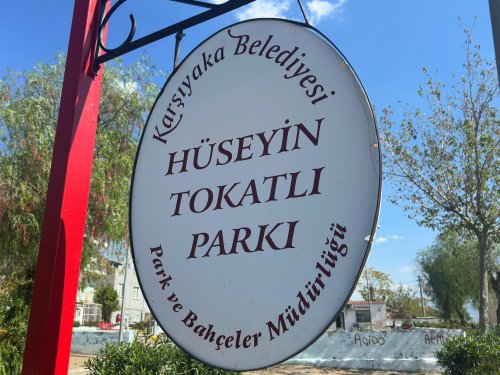 Karşıyaka Belediyesi
HÜSEYİN
TOKATLI
PARKI
Park ve Bahçeler Müdürlüğü